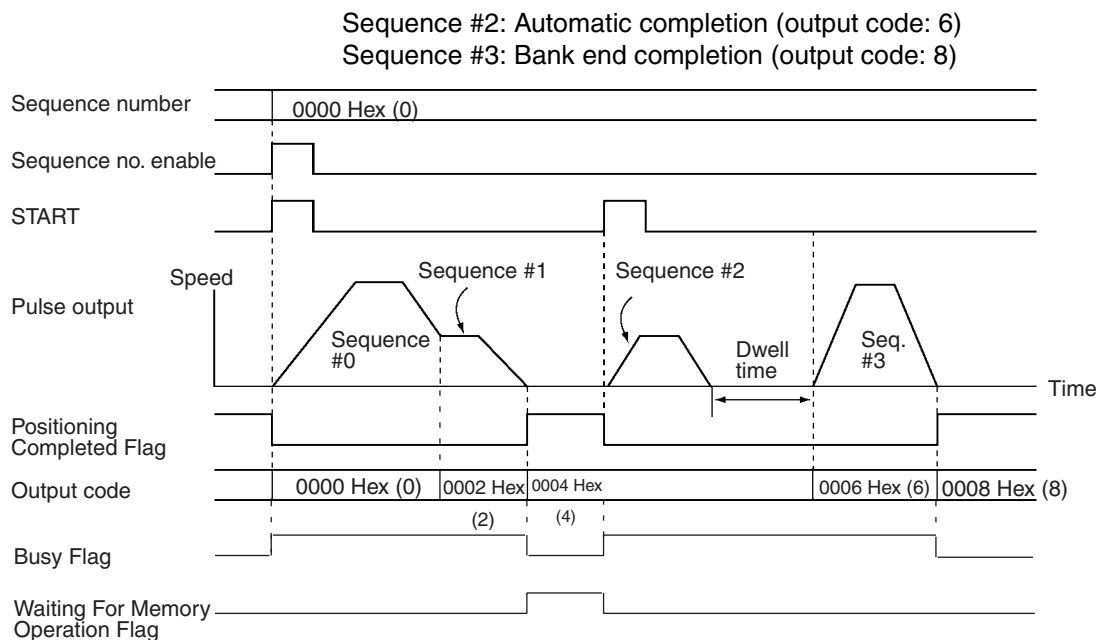 Sequence #2: Automatic completion (output code: 6)
Sequence #3: Bank end completion (output code: 8)
Sequence number
0000 Hex (0)
Sequence no. enable
START
Speed
Sequence #1
Sequence #2
Pulse output
Sequence
#0
Dwell
time
Seq.
#3
Time
Positioning
Completed Flag
Output code
0000 Hex (0)
0002 Hex
(2)
0004 Hex
(4)
0006 Hex (6)
0008 Hex (8)
Busy Flag
Waiting For Memory
Operation Flag